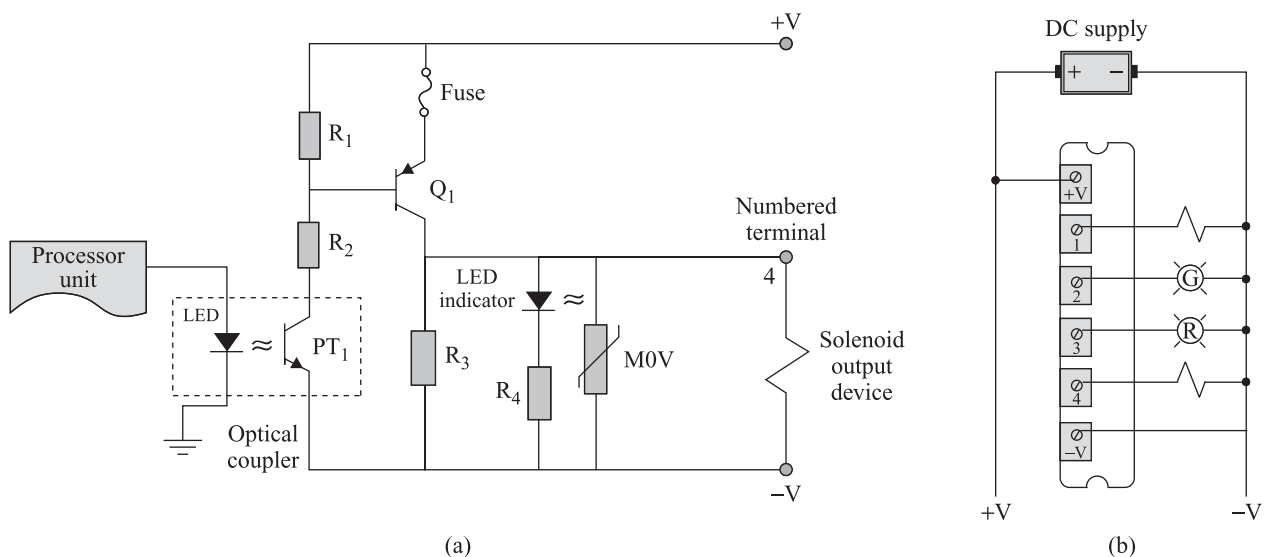 +V
Fuse
R1
Q1
R2
Processor
unit
LED
PT1
Optical
coupler
R3
LED
indicator
R4
M0V
Numbered
terminal
4
Solenoid
output
device
−V
(a)
DC supply
+ −
+V
1
2
G
3
R
4
−V
+V
−V
(b)